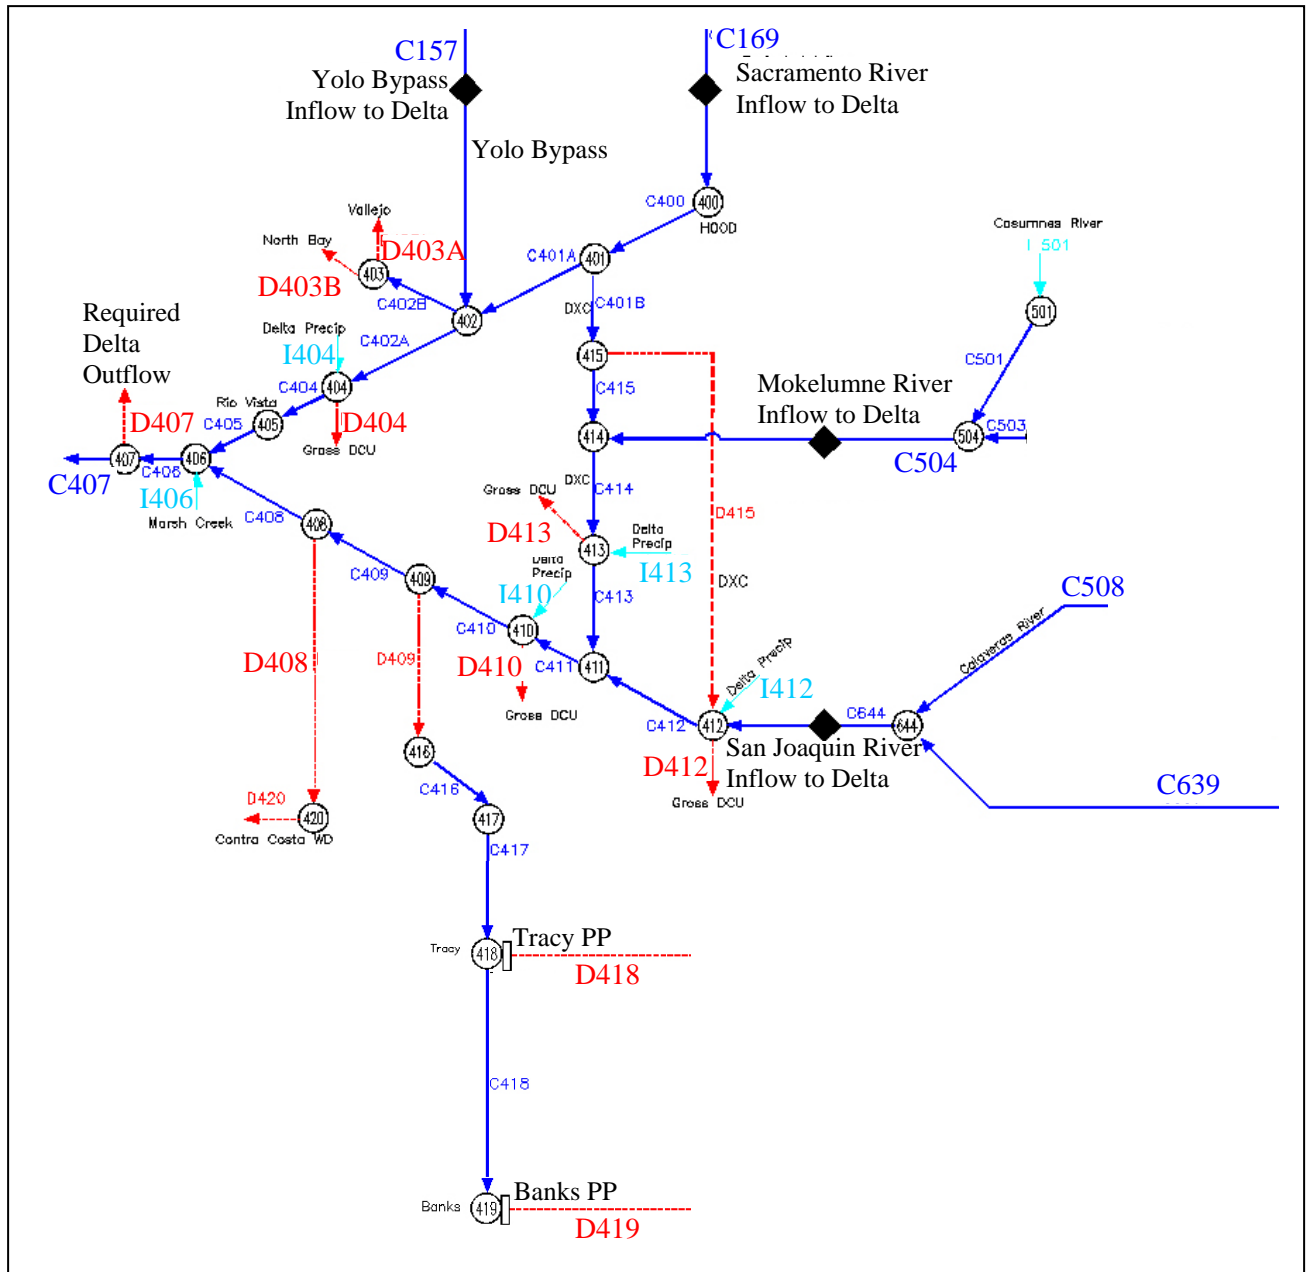 C157
C169
Yolo Bypass
Inflow to Delta
Sacramento River
Inflow to Delta
Yolo Bypass
C400
400
HOOD
Vallejo
North Bay
D403A
D403B
403
C402B
C401A
401
DXC
C401B
402
Cosumnes River
I 501
501
C501
Required
Delta
Outflow
Delta Precip
I404
C402A
C404
404
415
C415
D407
Rio Vista
C405
405
D404
Gross DCU
Mokelumne River
Inflow to Delta
414
504
C503
C504
C407
407
C406
406
I406
Marsh Creek
C408
408
DXC
C414
Gross DCU
D413
413
Delta
Precip
I413
D415
DXC
C409
409
Delta
Precip
I410
C413
C410
410
D410
C411
411
Gross DCU
D408
D409
C508
Calaveras River
Delta Precip
I412
C412
412
C644
644
San Joaquin River
Inflow to Delta
D412
Gross DCU
C639
416
C416
417
D420
420
Contra Costa WD
C417
Tracy
418
Tracy PP
D418
C418
Banks
419
Banks PP
D419